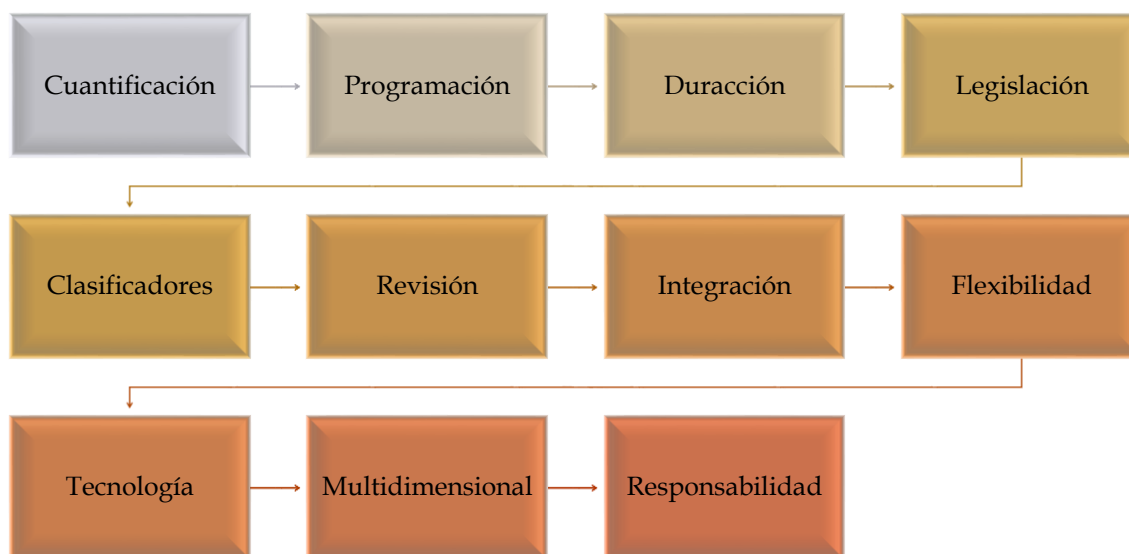 Cuantificación
Programación
Duracción
Legislación
Clasificadores
Revisión
Integración
Flexibilidad
Tecnología
Multidimensional
Responsabilidad